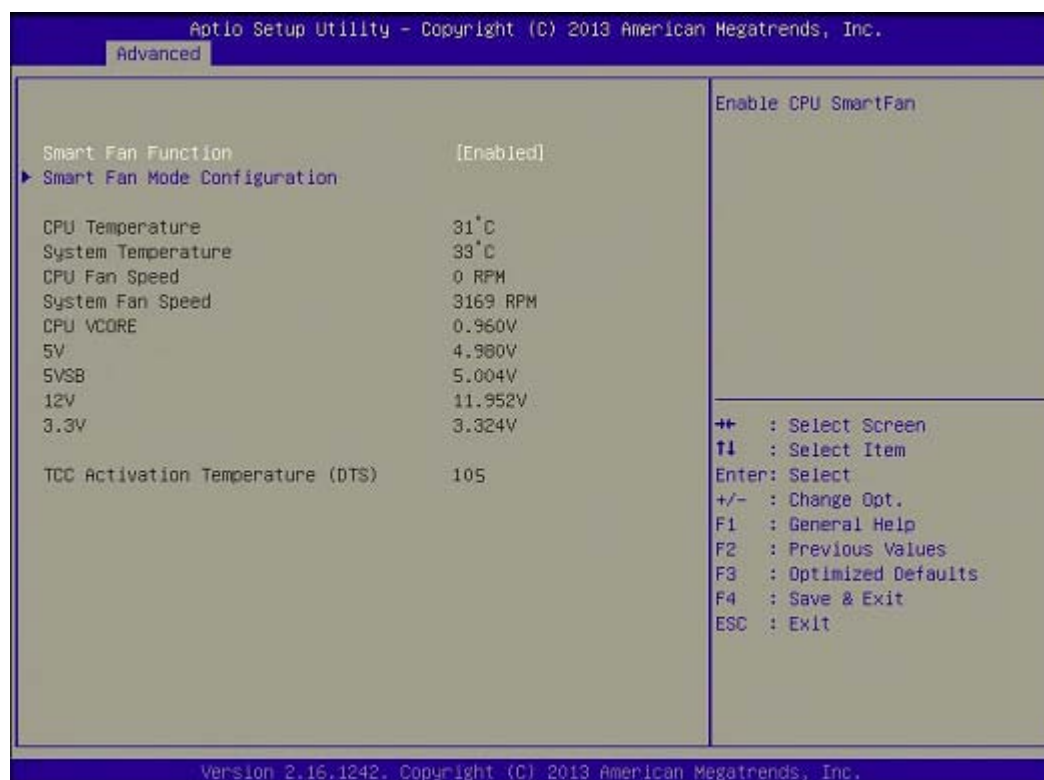 Aptio Setup Utility - Copyright (C) 2013 American Megatrends, Inc.
Advanced
Smart Fan Function [Enabled]
Smart Fan Mode Configuration
CPU Temperature 31°C
System Temperature 33°C
CPU Fan Speed 0 RPM
System Fan Speed 3169 RPM
CPU VCORE 0.960V
5V 4.980V
5VSB 5.004V
12V 11.952V
3.3V 3.324V
TCC Activation Temperature (DTS) 105
Enable CPU SmartFan
→← : Select Screen
↑↓ : Select Item
Enter: Select
+/- : Change Opt.
F1 : General Help
F2 : Previous Values
F3 : Optimized Defaults
F4 : Save & Exit
ESC : Exit
Version 2.16.1242. Copyright (C) 2013 American Megatrends, Inc.